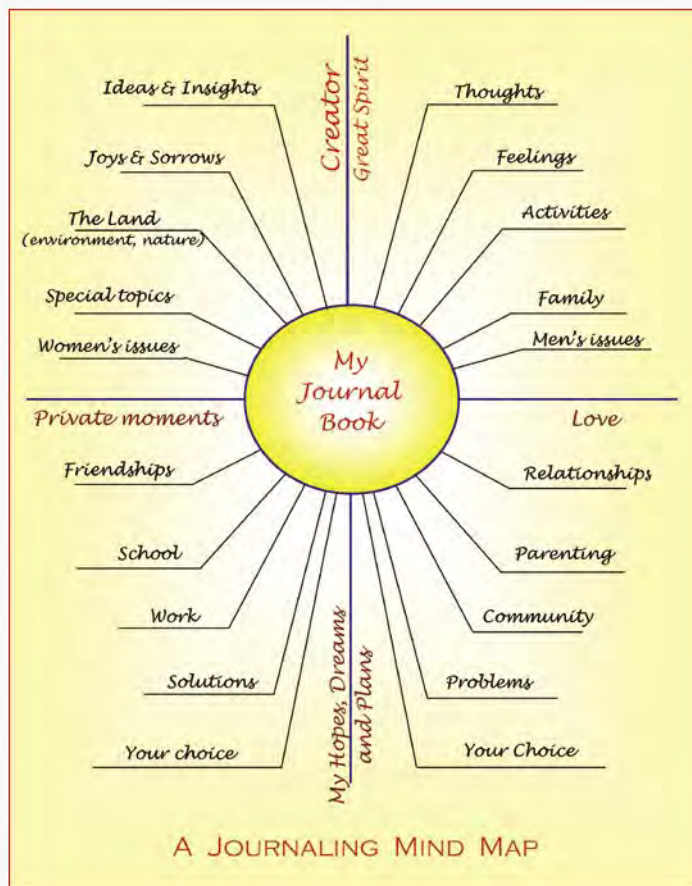 Creator
Great Spirit
Ideas & Insights
Joys & Sorrows
The Land
(environment, nature)
Special topics
Women's issues
Private moments
Friendships
School
Work
Solutions
Your choice
My
Journal
Book
Thoughts
Feelings
Activities
Family
Men's issues
Love
Relationships
Parenting
Community
Problems
Your Choice
My Hopes, Dreams
and Plans
A Journaling Mind Map